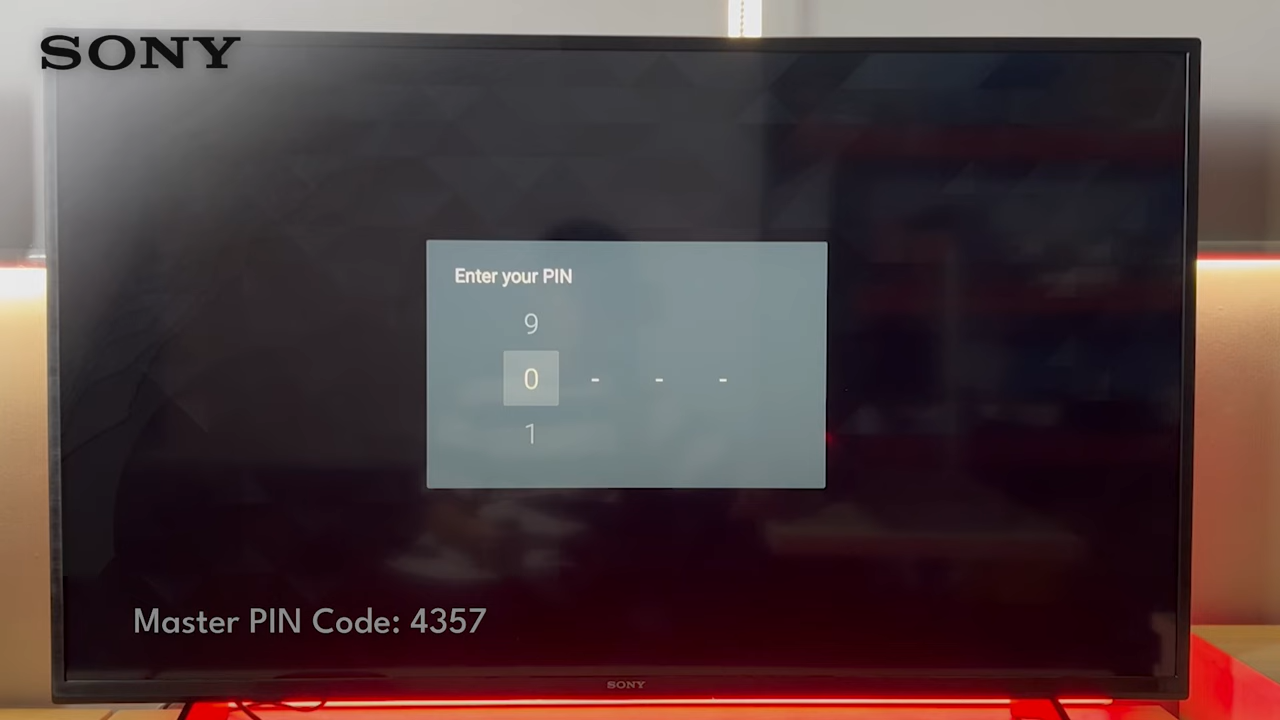 SONY
Enter your PIN
9
0 - - -
1
Master PIN Code: 4357
SONY